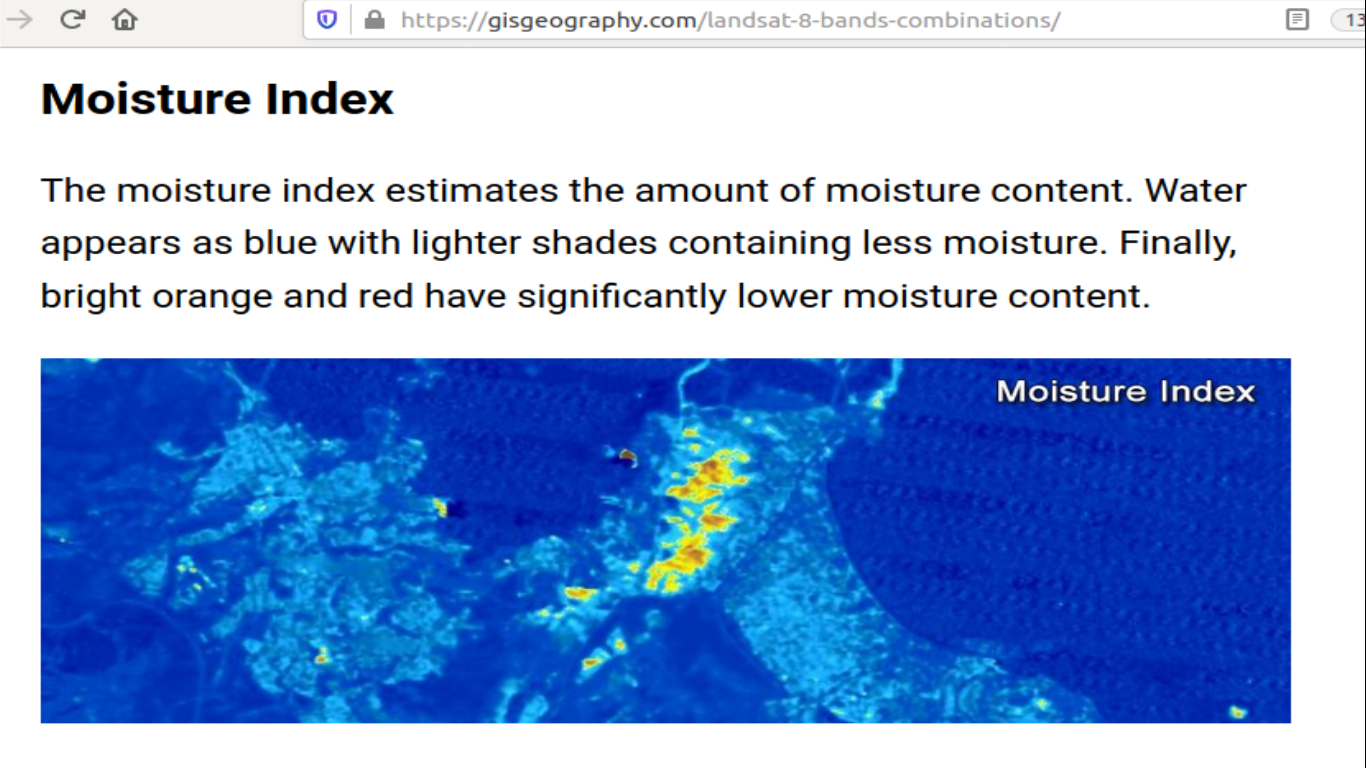 https://gisgeography.com/landsat-8-bands-combinations/
13
Moisture Index
The moisture index estimates the amount of moisture content. Water
appears as blue with lighter shades containing less moisture. Finally,
bright orange and red have significantly lower moisture content.
Moisture Index